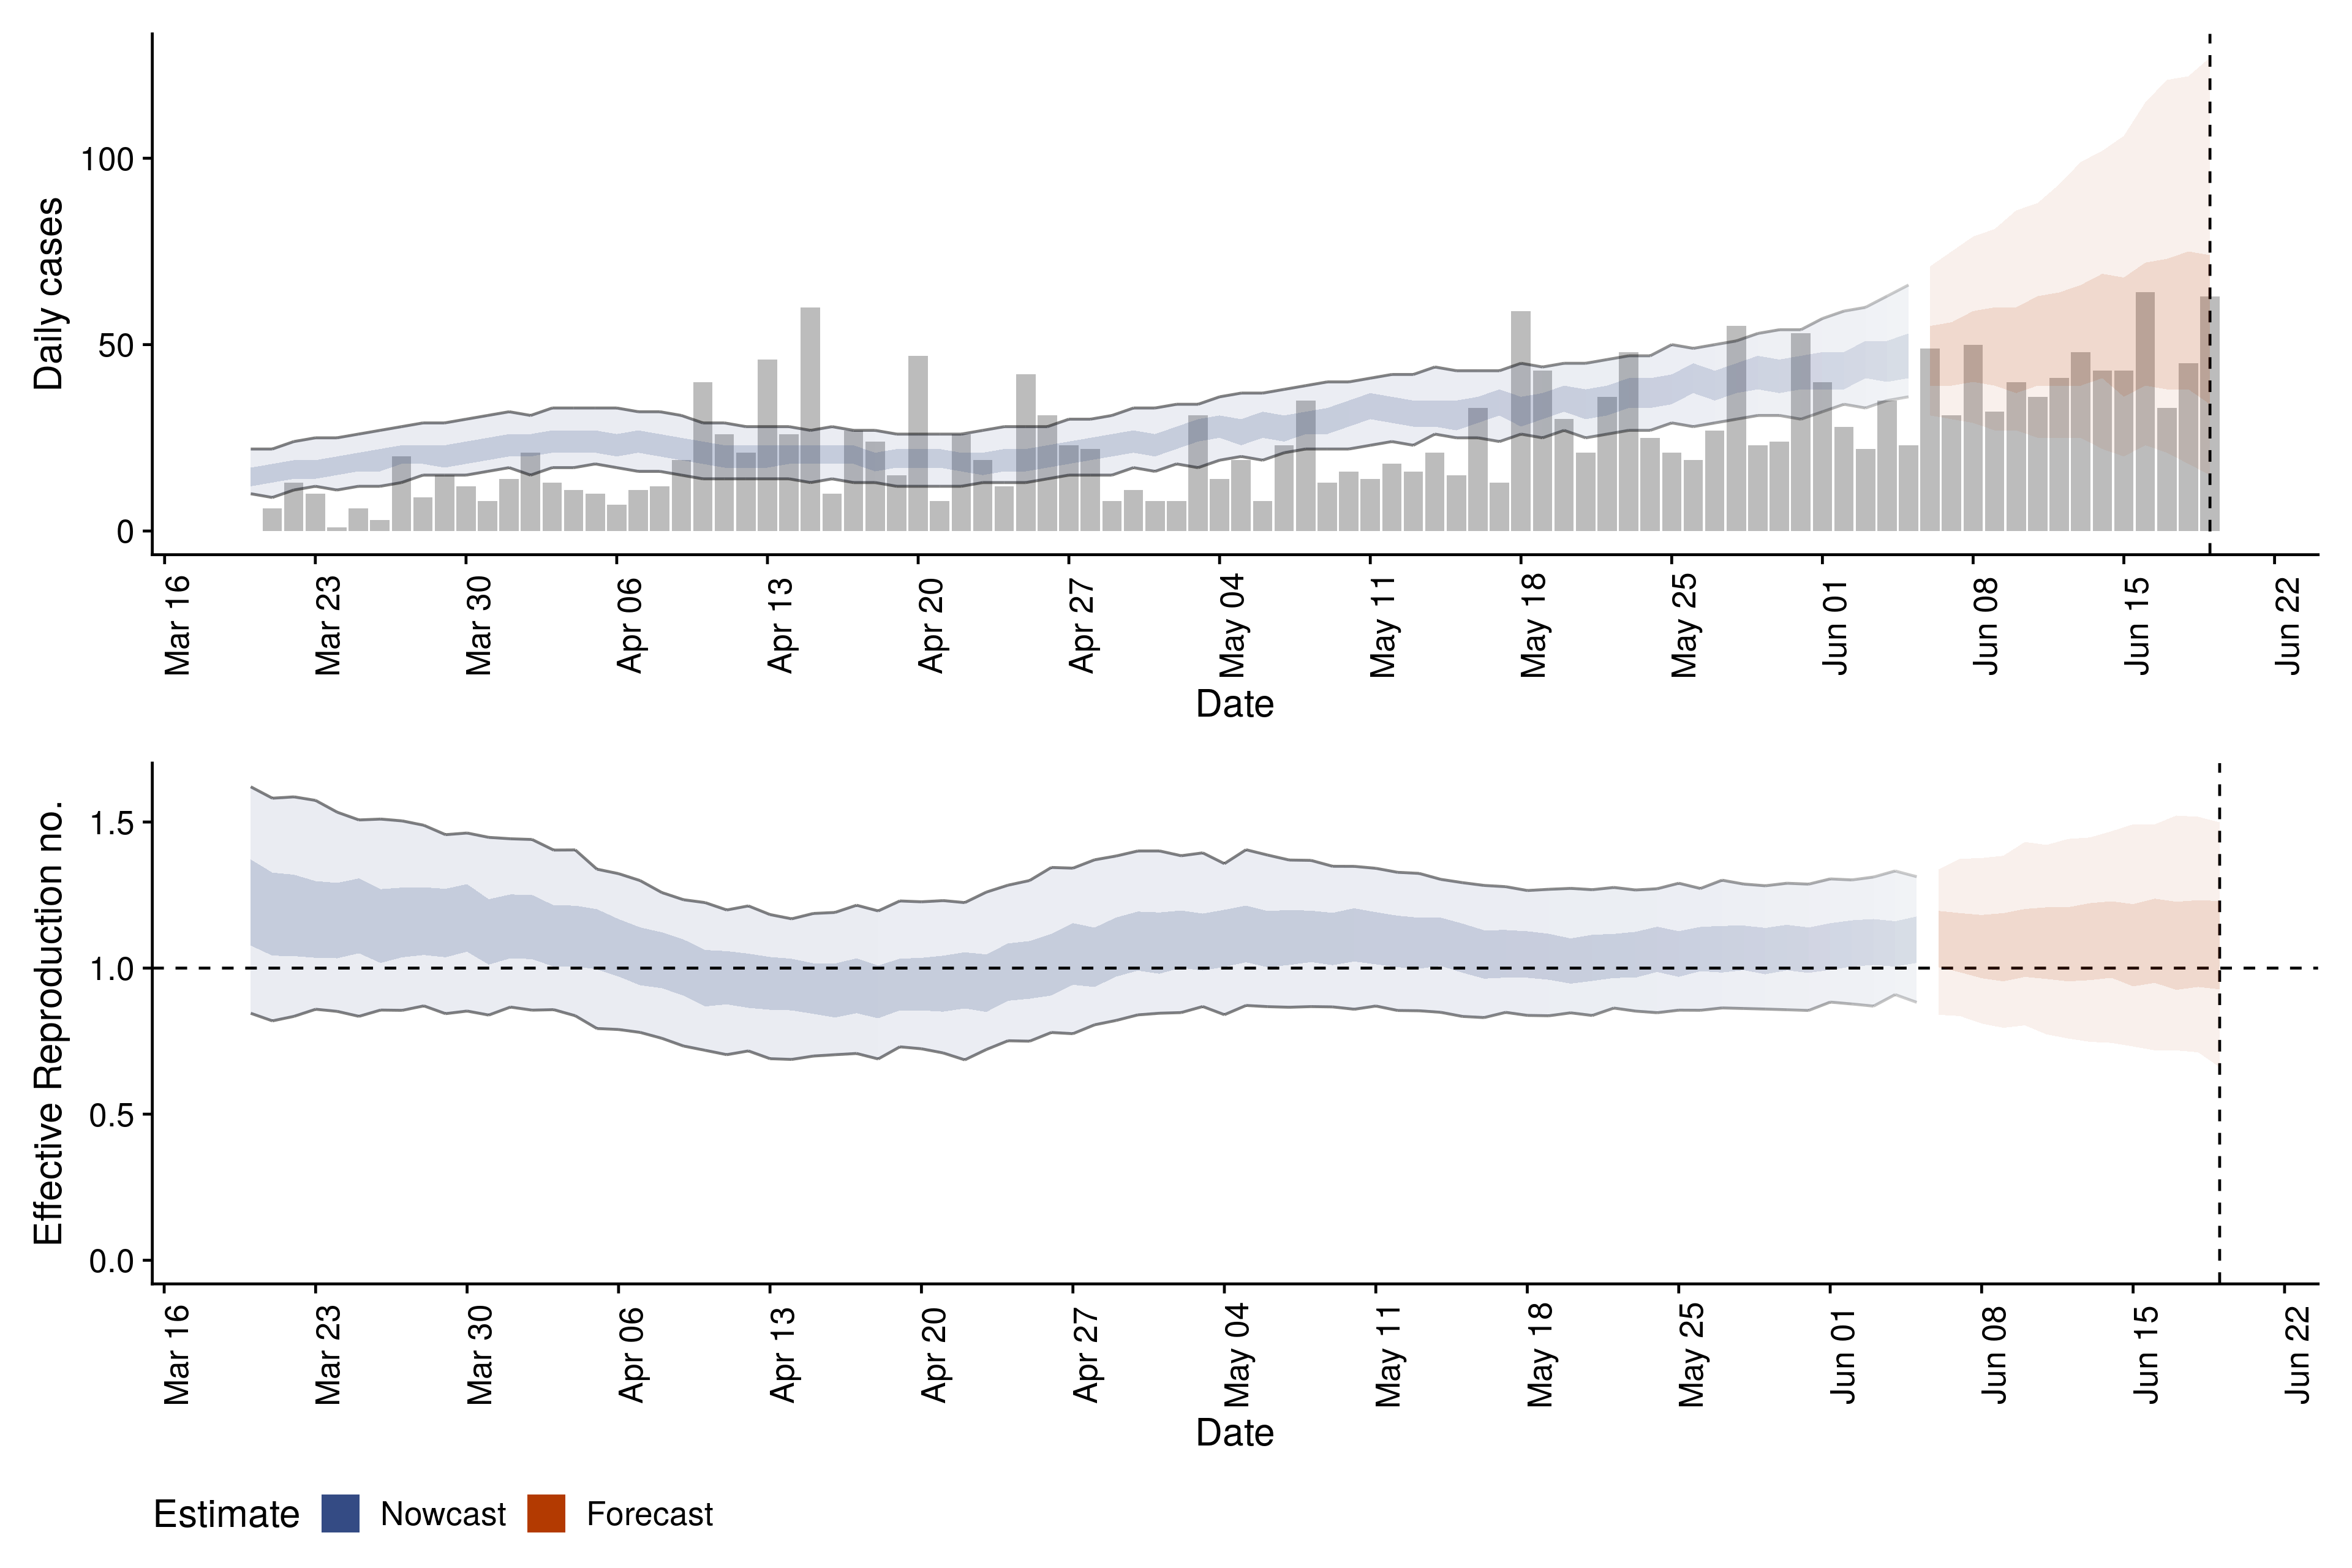 Daily cases
100
50
0
Mar 16
Mar 23
Mar 30
Apr 06
Apr 13
Apr 20
Apr 27
May 04
May 11
May 18
May 25
Jun 01
Jun 08
Jun 15
Jun 22
Date
Effective Reproduction no.
1.5
1.0
0.5
0.0
Mar 16
Mar 23
Mar 30
Apr 06
Apr 13
Apr 20
Apr 27
May 04
May 11
May 18
May 25
Jun 01
Jun 08
Jun 15
Jun 22
Date
Estimate Nowcast Forecast